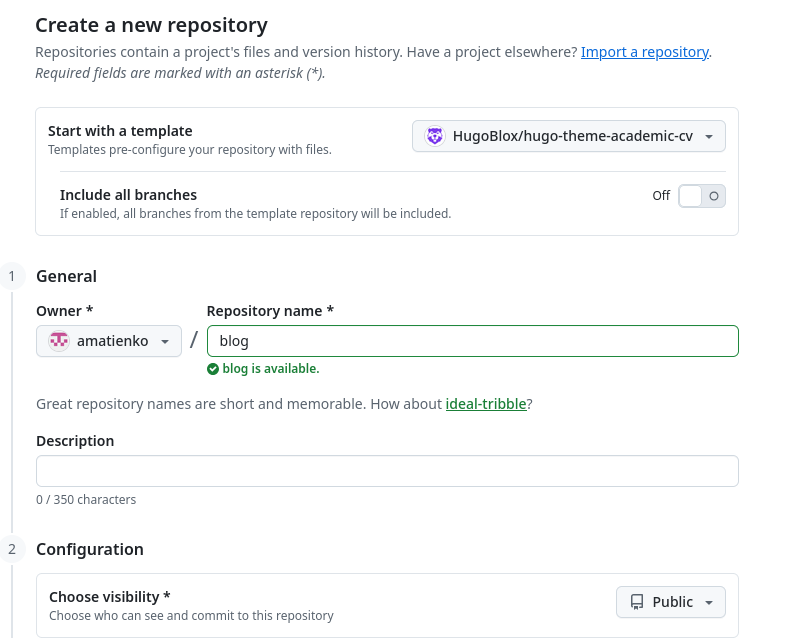 Create a new repository
Repositories contain a project's files and version history. Have a project elsewhere? Import a repository.
Required fields are marked with an asterisk (*).
Start with a template
Templates pre-configure your repository with files.
HugoBlox/hugo-theme-academic-cv
Include all branches
If enabled, all branches from the template repository will be included.
Off
1 General
Owner *
Repository name *
amatienko / blog
blog is available.
Great repository names are short and memorable. How about ideal-tribble?
Description
0 / 350 characters
2 Configuration
Choose visibility *
Choose who can see and commit to this repository
Public